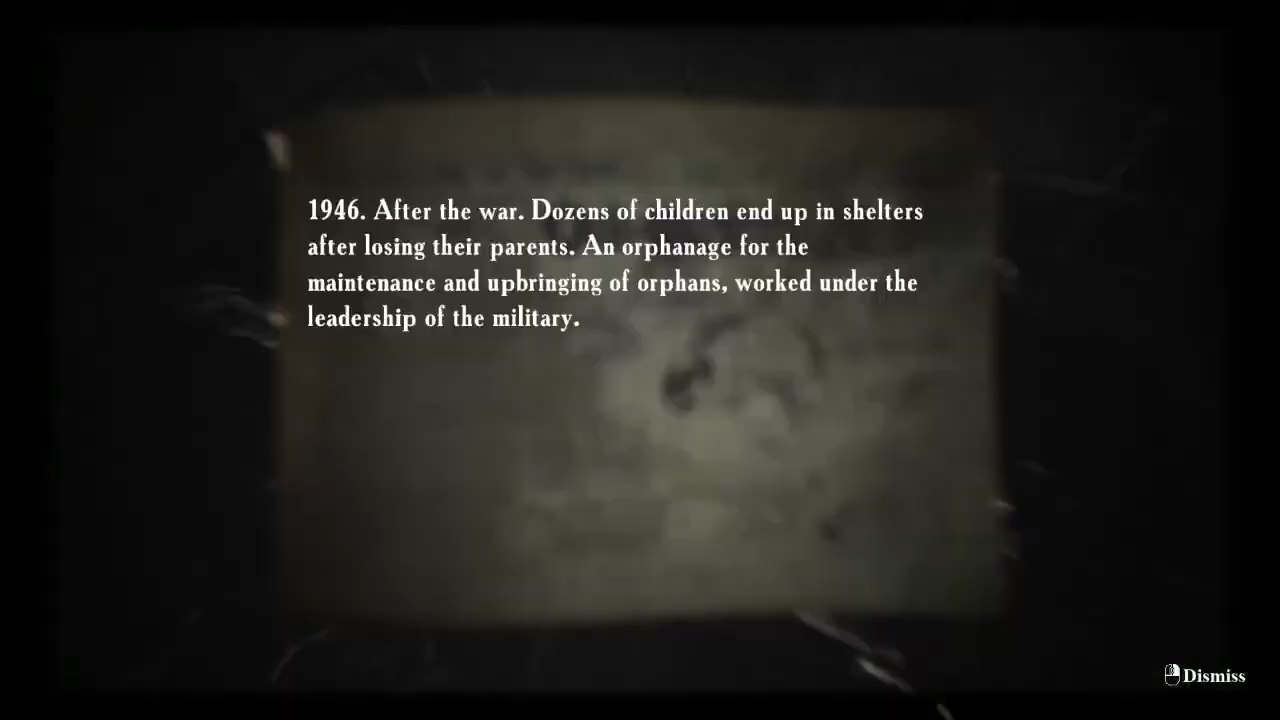 1946. After the war. Dozens of children end up in shelters
after losing their parents. An orphanage for the
maintenance and upbringing of orphans, worked under the
leadership of the military.
Dismiss